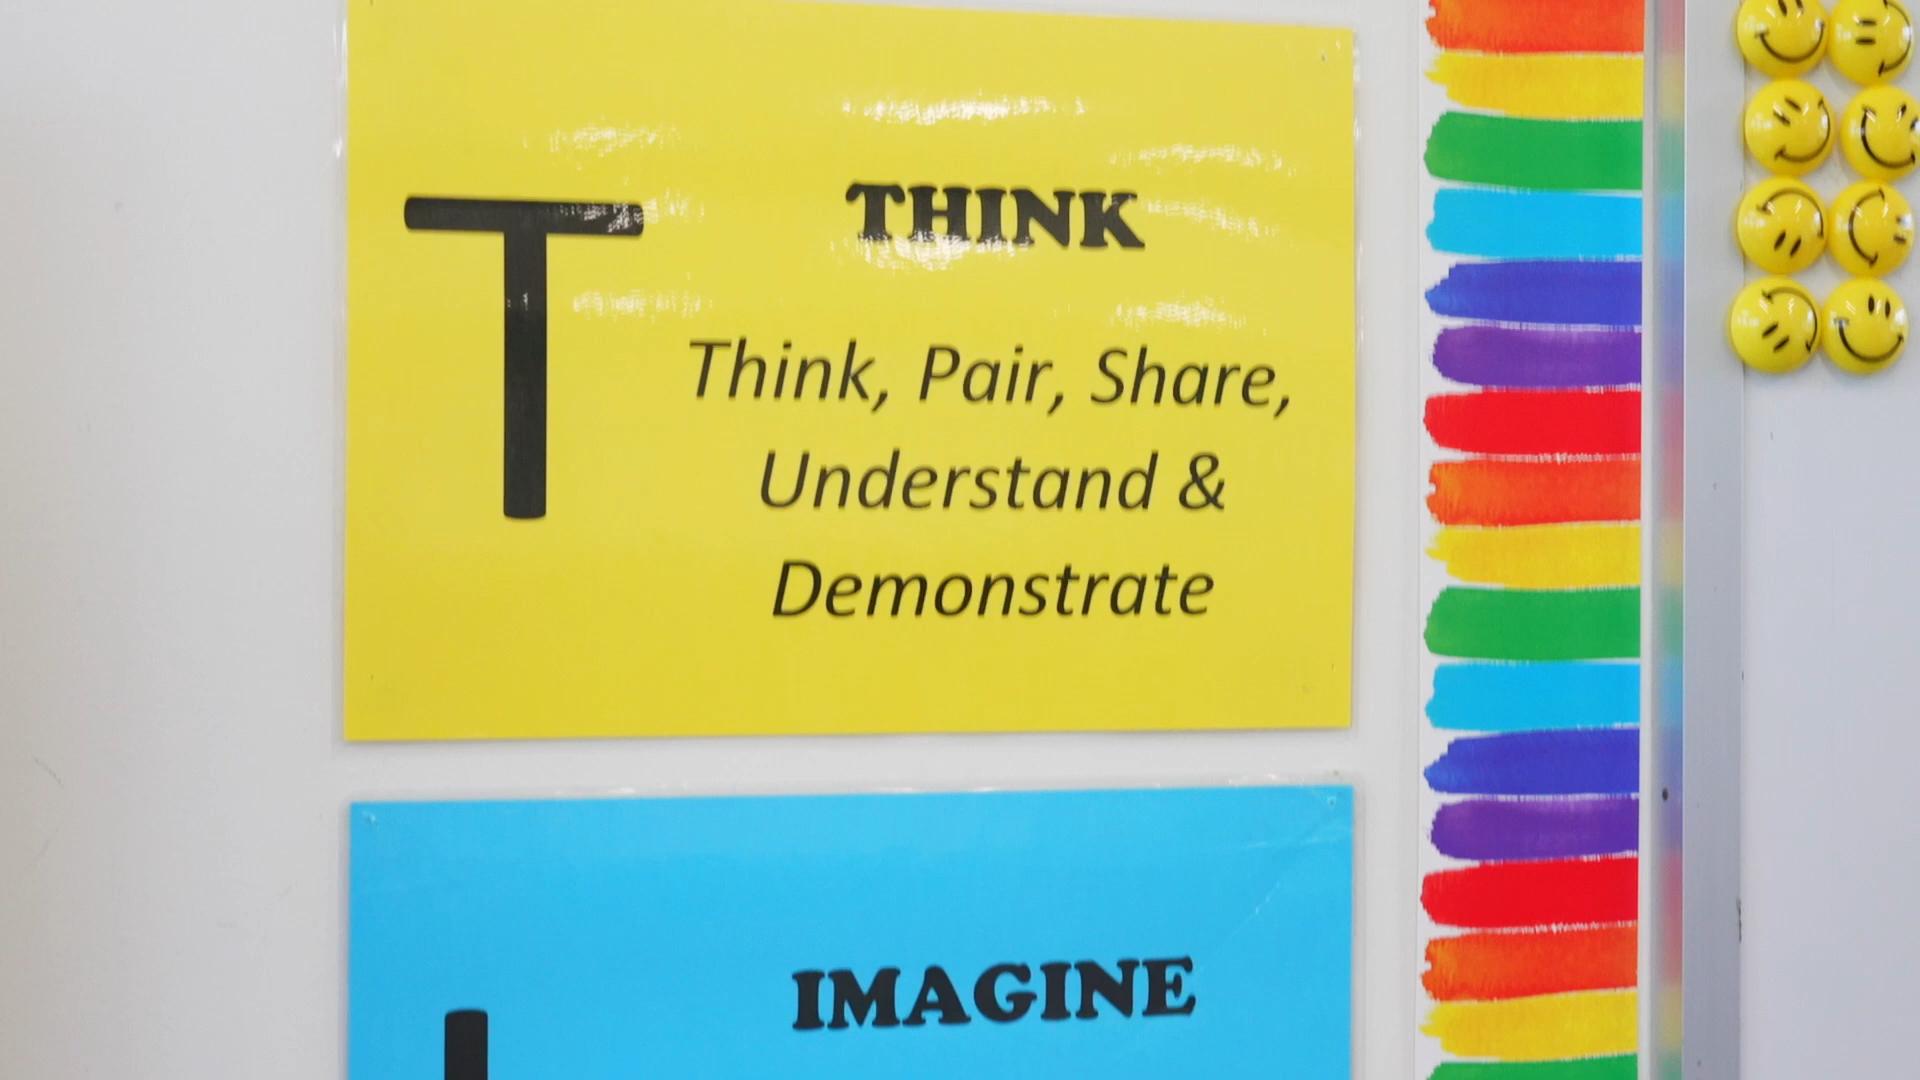 T
THINK
Think, Pair, Share,
Understand &
Demonstrate
I
IMAGINE